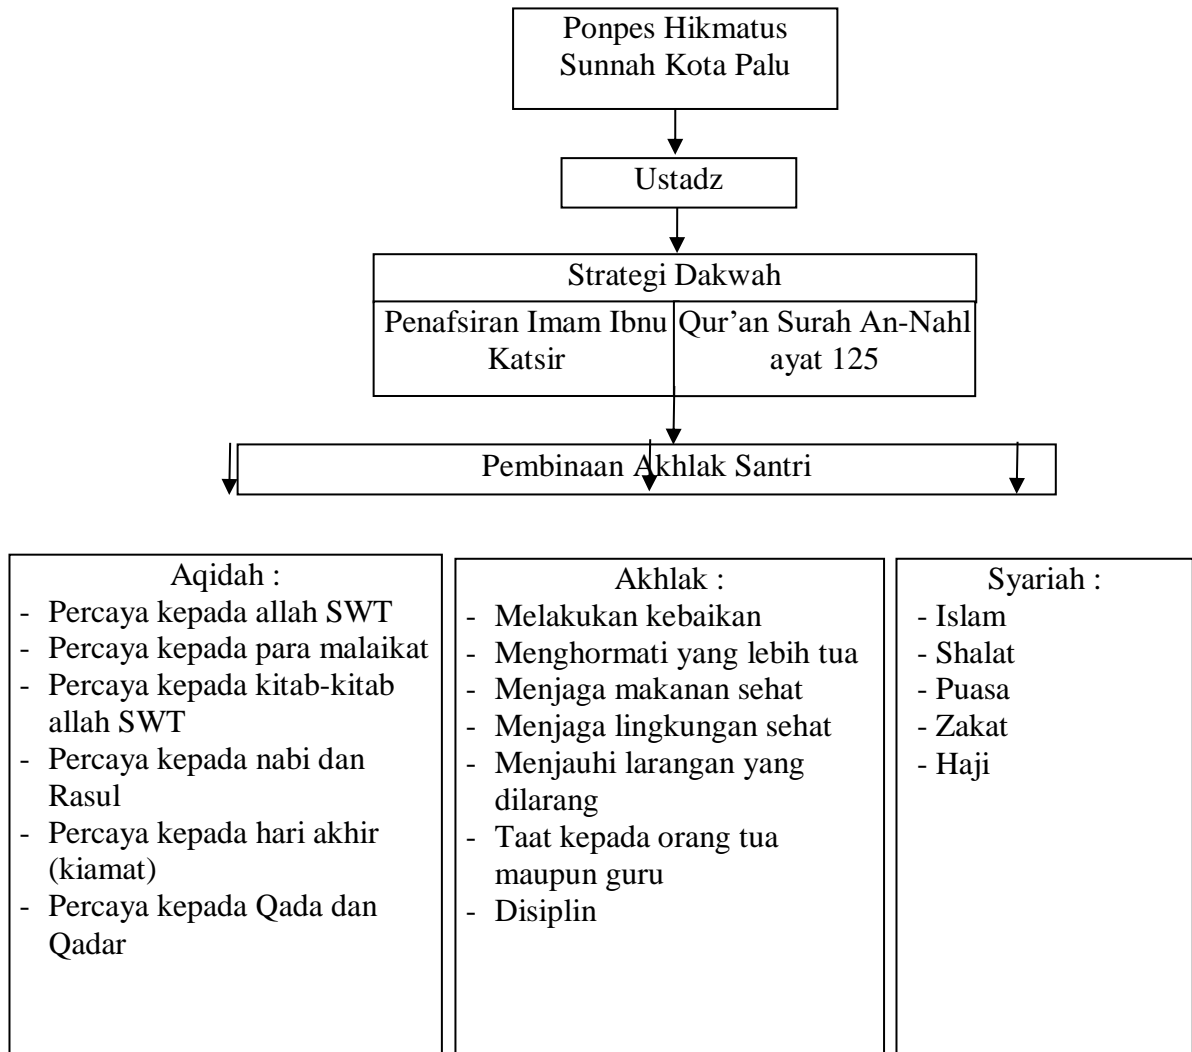 Ponpes Hikmatus
Sunnah Kota Palu
Ustadz
Strategi Dakwah
Penafsiran Imam Ibnu
Katsir
Qur’an Surah An-Nahl
ayat 125
Pembinaan Akhlak Santri
Aqidah :
- Percaya kepada allah SWT
- Percaya kepada para malaikat
- Percaya kepada kitab-kitab
allah SWT
- Percaya kepada nabi dan
Rasul
- Percaya kepada hari akhir
(kiamat)
- Percaya kepada Qada dan
Qadar
Akhlak :
- Melakukan kebaikan
- Menghormati yang lebih tua
- Menjaga makanan sehat
- Menjaga lingkungan sehat
- Menjauhi larangan yang
dilarang
- Taat kepada orang tua
maupun guru
- Disiplin
Syariah :
- Islam
- Shalat
- Puasa
- Zakat
- Haji